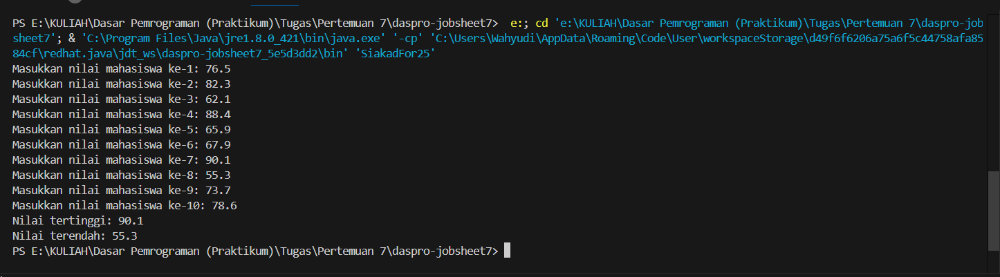 PS E:\KULIAH\Dasar Pemrograman (Praktikum)\Tugas\Pertemuan 7\daspro-jobsheet7>  e:; cd 'e:\KULIAH\Dasar Pemrograman (Praktikum)\Tugas\Pertemuan 7\daspro-job
sheet7'; & 'C:\Program Files\Java\jre1.8.0_421\bin\java.exe' '-cp' 'C:\Users\Wahyudi\AppData\Roaming\Code\User\workspaceStorage\d49f6f6206a75a6f5c44758afa85
84cf\redhat.java\jdt_ws\daspro-jobsheet7_5e5d3dd2\bin' 'SiakadFor25'
Masukkan nilai mahasiswa ke-1: 76.5
Masukkan nilai mahasiswa ke-2: 82.3
Masukkan nilai mahasiswa ke-3: 62.1
Masukkan nilai mahasiswa ke-4: 88.4
Masukkan nilai mahasiswa ke-5: 65.9
Masukkan nilai mahasiswa ke-6: 67.9
Masukkan nilai mahasiswa ke-7: 90.1
Masukkan nilai mahasiswa ke-8: 55.3
Masukkan nilai mahasiswa ke-9: 73.7
Masukkan nilai mahasiswa ke-10: 78.6
Nilai tertinggi: 90.1
Nilai terendah: 55.3
PS E:\KULIAH\Dasar Pemrograman (Praktikum)\Tugas\Pertemuan 7\daspro-jobsheet7>